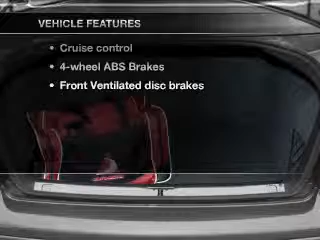 VEHICLE FEATURES
• Cruise control
• 4-wheel ABS Brakes
• Front Ventilated disc brakes